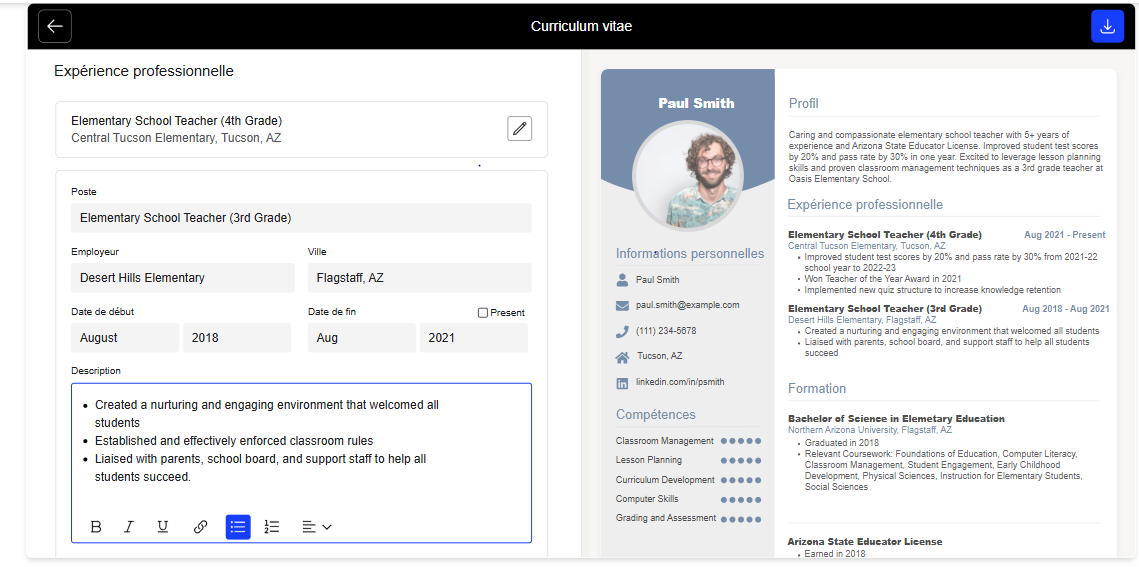 Curriculum vitae
Expérience professionnelle
Elementary School Teacher (4th Grade)
Central Tucson Elementary, Tucson, AZ
Poste
Elementary School Teacher (3rd Grade)
Employeur
Ville
Desert Hills Elementary
Flagstaff, AZ
Date de début
Date de fin
Present
August
2018
Aug
2021
Description
• Created a nurturing and engaging environment that welcomed all
students
• Established and effectively enforced classroom rules
• Liaised with parents, school board, and support staff to help all
students succeed.
B I U
Paul Smith
Informations personnelles
Paul Smith
paul.smith@example.com
(111) 234-5678
Tucson, AZ
linkedin.com/in/psmith
Compétences
Classroom Management
Lesson Planning
Curriculum Development
Computer Skills
Grading and Assessment
Profil
Caring and compassionate elementary school teacher with 5+ years of
experience and Arizona State Educator License. Improved student test scores
by 20% and pass rate by 30% in one year. Excited to leverage lesson planning
skills and proven classroom management techniques as a 3rd grade teacher at
Oasis Elementary School.
Expérience professionnelle
Elementary School Teacher (4th Grade) Aug 2021 - Present
Central Tucson Elementary, Tucson, AZ
• Improved student test scores by 20% and pass rate by 30% from 2021-22
school year to 2022-23
• Won Teacher of the Year Award in 2021
• Implemented new quiz structure to increase knowledge retention
Elementary School Teacher (3rd Grade) Aug 2018 - Aug 2021
Desert Hills Elementary, Flagstaff, AZ
• Created a nurturing and engaging environment that welcomed all students
• Liaised with parents, school board, and support staff to help all students
succeed
Formation
Bachelor of Science in Elemetary Education
Northern Arizona University, Flagstaff, AZ
• Graduated in 2018
• Relevant Coursework: Foundations of Education, Computer Literacy,
Classroom Management, Student Engagement, Early Childhood
Development, Physical Sciences, Instruction for Elementary Students,
Social Sciences
Arizona State Educator License
• Earned in 2018